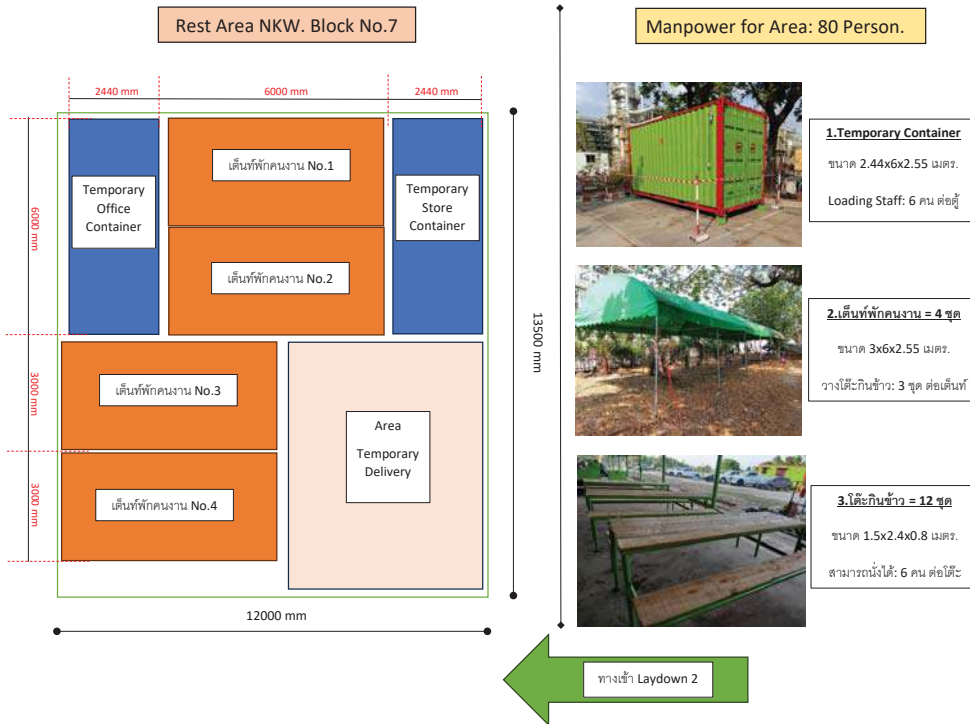 Rest Area NKW. Block No.7
Manpower for Area: 80 Person.
2440 mm
6000 mm
2440 mm
6000 mm
3000 mm
3000 mm
Temporary
Office
Container
เต็นท์พักคนงาน No.1
เต็นท์พักคนงาน No.2
Temporary
Store
Container
เต็นท์พักคนงาน No.3
เต็นท์พักคนงาน No.4
Area
Temporary
Delivery
13500 mm
12000 mm
1.Temporary Container
ขนาด 2.44x6x2.55 เมตร.
Loading Staff: 6 คน ต่อตู้
2.เต็นท์พักคนงาน = 4 ชุด
ขนาด 3x6x2.55 เมตร.
วางโต๊ะกินข้าว: 3 ชุด ต่อเต็นท์
3.โต๊ะกินข้าว = 12 ชุด
ขนาด 1.5x2.4x0.8 เมตร.
สามารถนั่งได้: 6 คน ต่อโต๊ะ
ทางเข้า Laydown 2